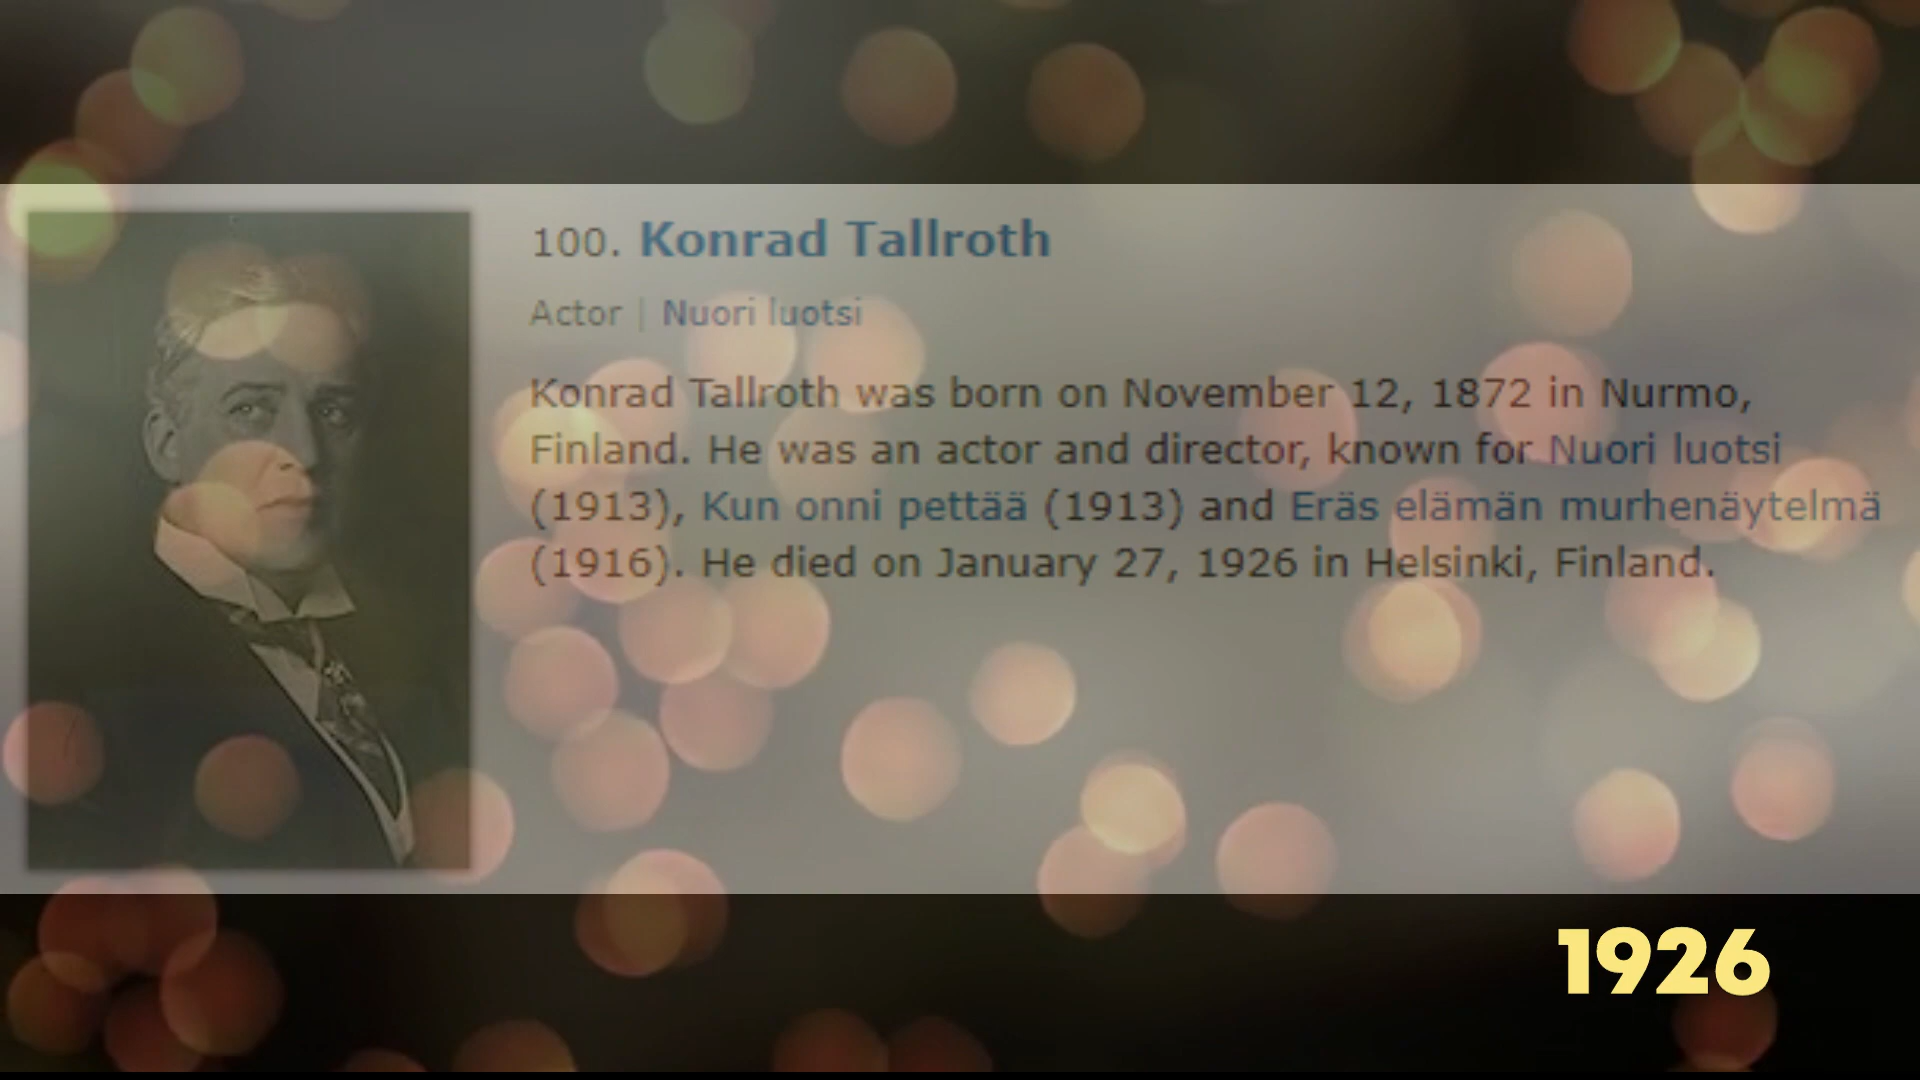 100. Konrad Tallroth
Actor | Nuori luotsi
Konrad Tallroth was born on November 12, 1872 in Nurmo,
Finland. He was an actor and director, known for Nuori luotsi
(1913), Kun onni pettää (1913) and Eräs elämän murhenäytelmä
(1916). He died on January 27, 1926 in Helsinki, Finland.
1926